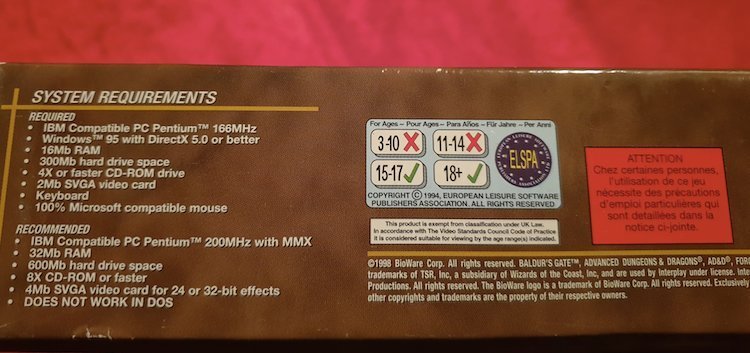 SYSTEM REQUIREMENTS
REQUIRED
• IBM Compatible PC Pentium™ 166MHz
• Windows™ 95 with DirectX 5.0 or better
• 16Mb RAM
• 300Mb hard drive space
• 4X or faster CD-ROM drive
• 2Mb SVGA video card
• Keyboard
• 100% Microsoft compatible mouse
RECOMMENDED
• IBM Compatible PC Pentium™ 200MHz with MMX
• 32Mb RAM
• 600Mb hard drive space
• 8X CD-ROM or faster
• 4Mb SVGA video card for 24 or 32-bit effects
• DOES NOT WORK IN DOS
For Ages – Pour Ages – Para Años – Für Jahre – Per Anni
3-10 11-14
15-17 18+
ELSPA
COPYRIGHT © 1994, EUROPEAN LEISURE SOFTWARE
PUBLISHERS ASSOCIATION. ALL RIGHTS RESERVED
This product is exempt from classification under UK Law.
In accordance with The Video Standards Council Code of Practice
it is considered suitable for viewing by the age range(s) indicated.
ATTENTION
Chez certaines personnes,
l'utilisation de ce jeu
nécessite des précautions
d'emploi particulières qui
sont detaillées dans la
notice ci-jointe.
©1998 BioWare Corp. All rights reserved. BALDUR'S GATE™, ADVANCED DUNGEONS & DRAGONS®, AD&D®, FOR
trademarks of TSR, Inc, a subsidiary of Wizards of the Coast, Inc, and are used by Interplay under license. Inte
Productions. All rights reserved. The BioWare logo is a trademark of BioWare Corp. All rights reserved. Exclusively
other copyrights and trademarks are the property of their respective owners.